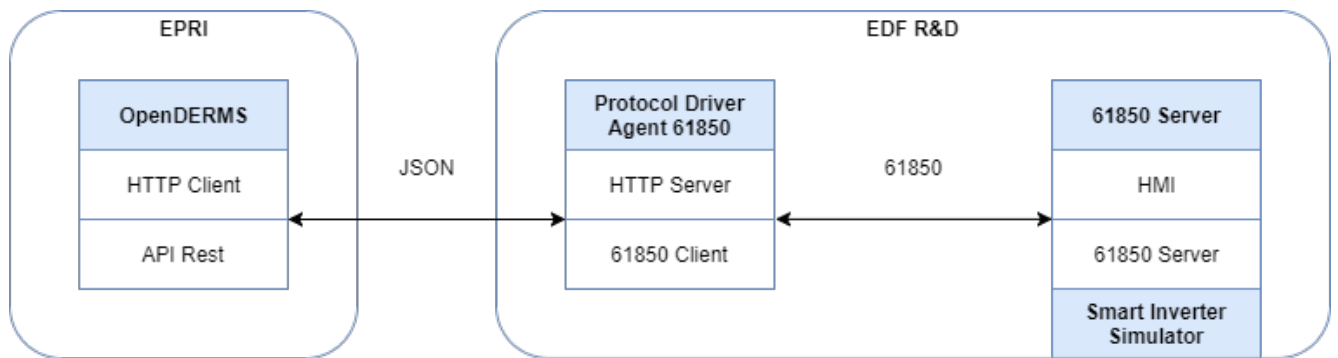 EPRI
EDF R&D
OpenDERMS
HTTP Client
API Rest
JSON
Protocol Driver
Agent 61850
HTTP Server
61850 Client
61850
61850 Server
HMI
61850 Server
Smart Inverter
Simulator